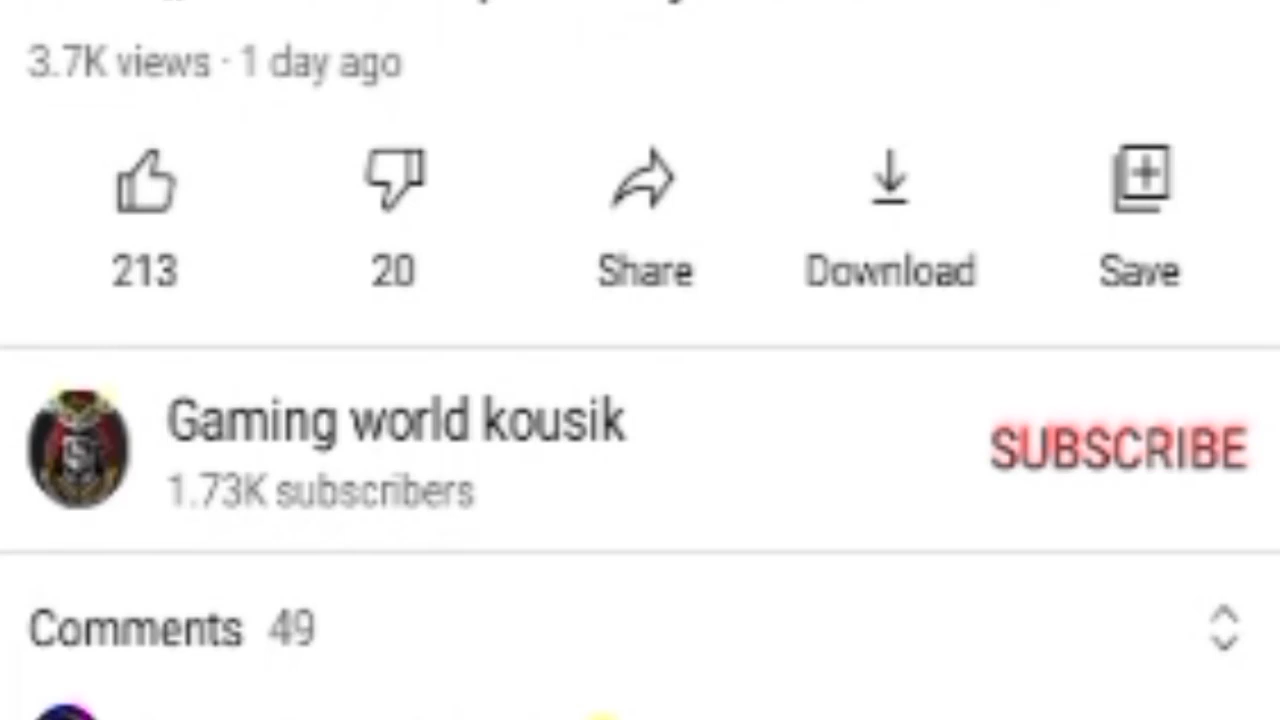 3.7K views · 1 day ago
213 20 Share Download Save
Gaming world kousik
SUBSCRIBE
1.73K subscribers
Comments 49